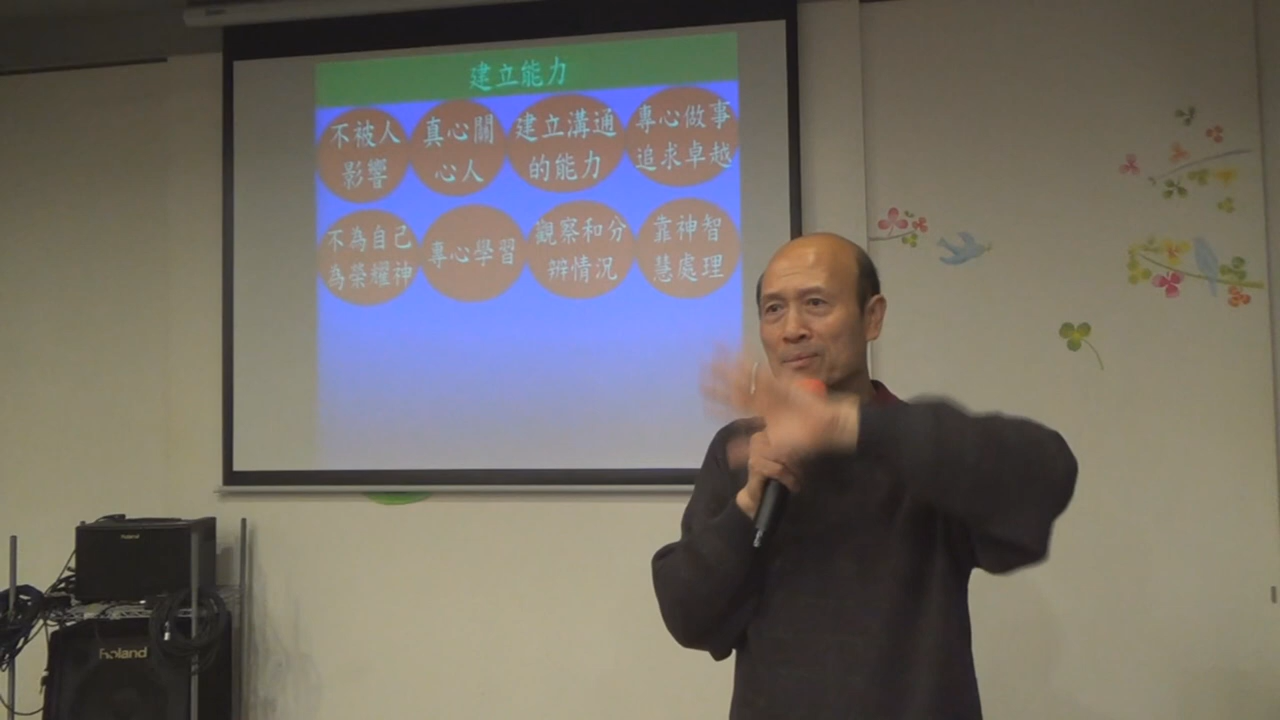 建立能力
不被人
影響
真心關
心人
建立溝通
的能力
專心做事
追求卓越
不為自己
為榮耀神
專心學習
觀察和分
辨情況
靠神智
慧處理
Roland
Roland